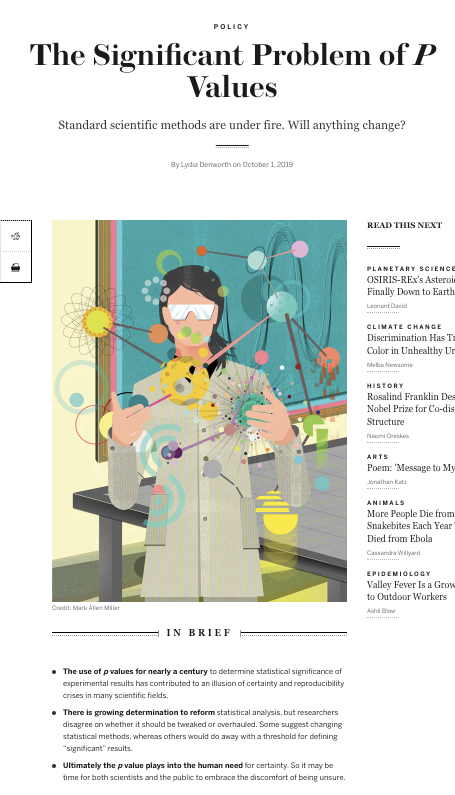 POLICY
The Significant Problem of P
Values
Standard scientific methods are under fire. Will anything change?
By Lydia Denworth on October 1, 2019
READ THIS NEXT
PLANETARY SCIENCE
OSIRIS-REx's Asteroi
Finally Down to Earth
Leonard David
CLIMATE CHANGE
Discrimination Has Tr
Color in Unhealthy Ur
Melba Newsome
HISTORY
Rosalind Franklin Des
Nobel Prize for Co-dis
Structure
Naomi Oreskes
ARTS
Poem: 'Message to My
Jonathan Katz
ANIMALS
More People Die from
Snakebites Each Year T
Died from Ebola
Cassandra Willyard
EPIDEMIOLOGY
Valley Fever Is a Grow
to Outdoor Workers
Ashli Blow
Credit: Mark Allen Miller
IN BRIEF
The use of p values for nearly a century to determine statistical significance of
experimental results has contributed to an illusion of certainty and reproducibility
crises in many scientific fields.
There is growing determination to reform statistical analysis, but researchers
disagree on whether it should be tweaked or overhauled. Some suggest changing
statistical methods, whereas others would do away with a threshold for defining
“significant” results.
Ultimately the p value plays into the human need for certainty. So it may be
time for both scientists and the public to embrace the discomfort of being unsure.